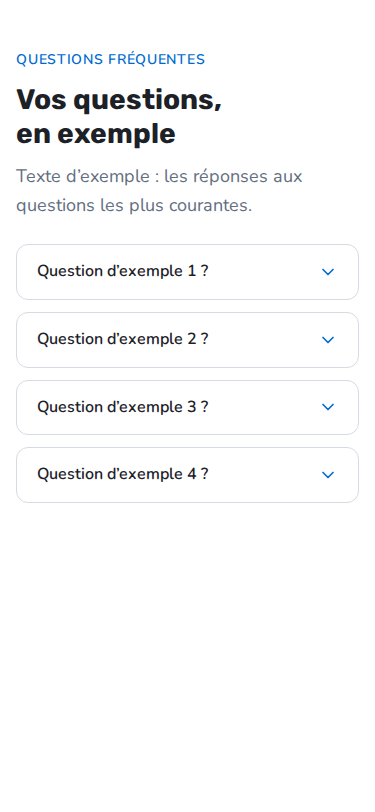 QUESTIONS FRÉQUENTES
Vos questions,
en exemple
Texte d’exemple : les réponses aux
questions les plus courantes.
Question d’exemple 1 ?
Question d’exemple 2 ?
Question d’exemple 3 ?
Question d’exemple 4 ?